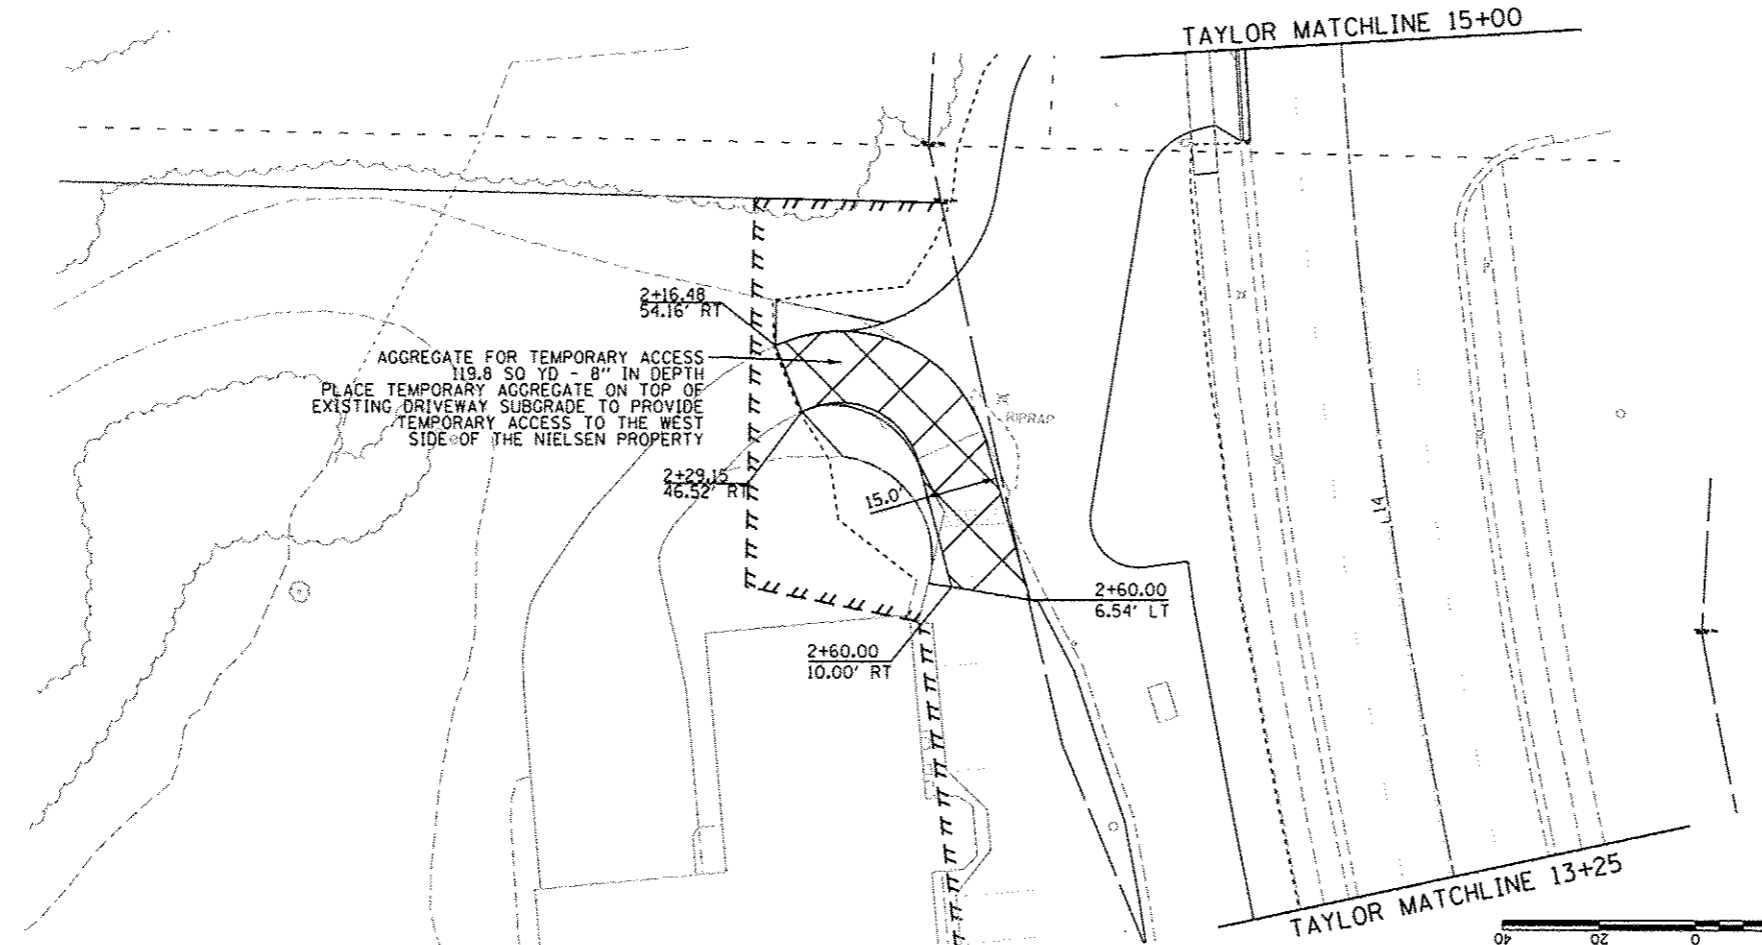 TAYLOR MATCHLINE 15+00
2+16.48
54.16' RT
AGGREGATE FOR TEMPORARY ACCESS
119.8 SQ YD - 8" IN DEPTH
PLACE TEMPORARY AGGREGATE ON TOP OF
EXISTING DRIVEWAY SUBGRADE TO PROVIDE
TEMPORARY ACCESS TO THE WEST
SIDE OF THE NIELSEN PROPERTY
RIPRAP
2+29.15
46.52' RT
15.0'
L14
2+60.00
6.54' LT
2+60.00
10.00' RT
TAYLOR MATCHLINE 13+25
40 20 0